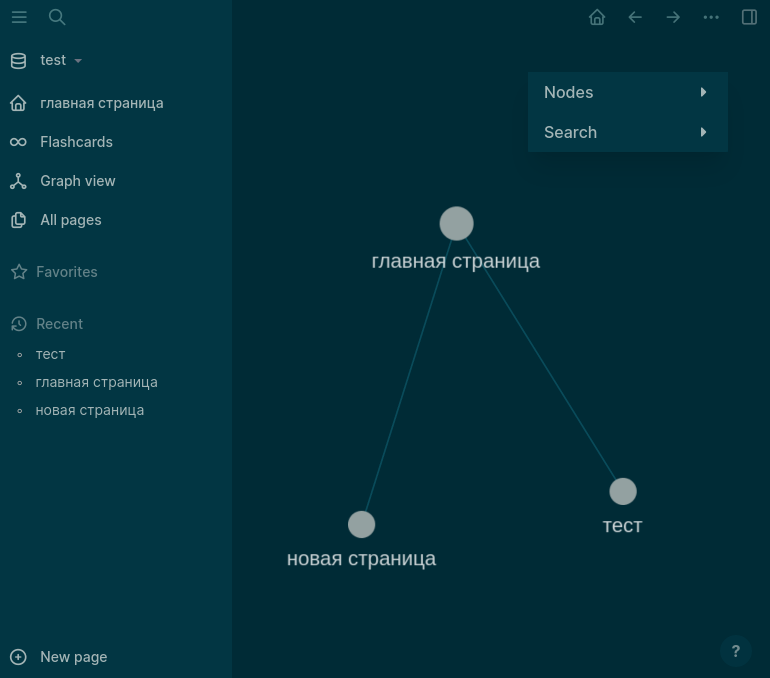 test
главная страница
Flashcards
Graph view
All pages
Favorites
Recent
тест
главная страница
новая страница
New page
Nodes
Search
главная страница
тест
новая страница
?